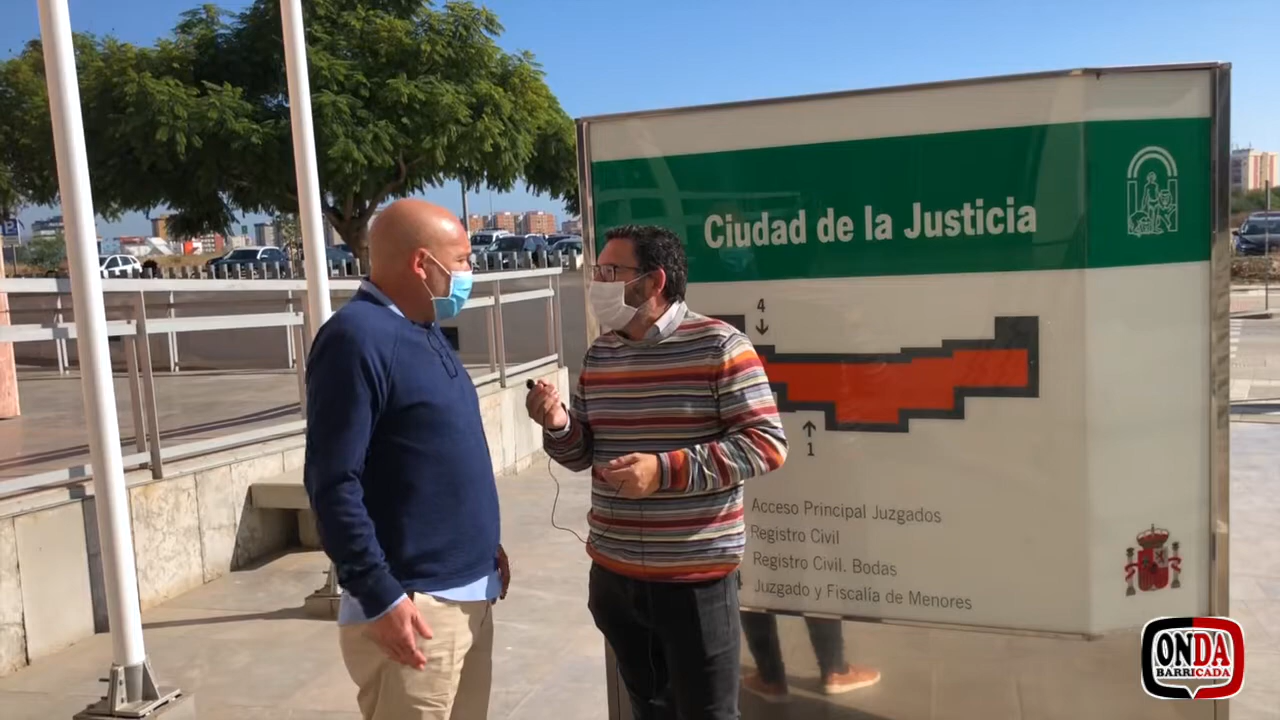 Ciudad de la Justicia
4
1
Acceso Principal Juzgados
Registro Civil
Registro Civil. Bodas
Juzgado y Fiscalía de Menores
P
ONDA
BARRICADA